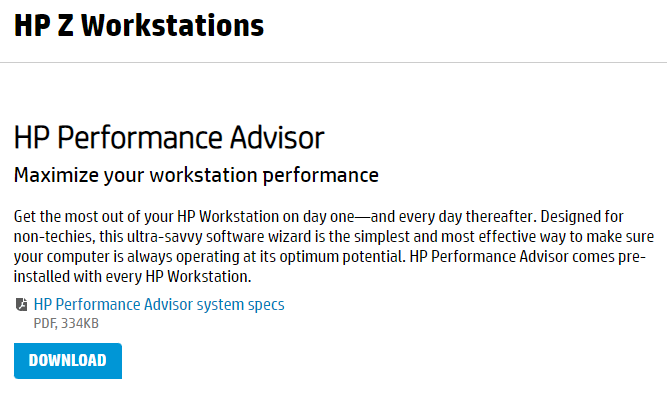 HP Z Workstations
HP Performance Advisor
Maximize your workstation performance
Get the most out of your HP Workstation on day one—and every day thereafter. Designed for
non-techies, this ultra-savvy software wizard is the simplest and most effective way to make sure
your computer is always operating at its optimum potential. HP Performance Advisor comes pre-
installed with every HP Workstation.
HP Performance Advisor system specs
PDF, 334KB
DOWNLOAD